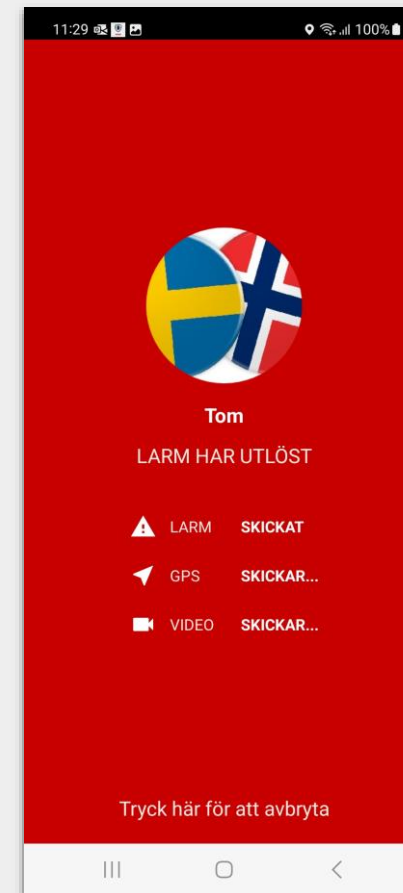 11:29 100%
Tom
LARM HAR UTLÖST
LARM SKICKAT
GPS SKICKAR...
VIDEO SKICKAR...
Tryck här för att avbryta